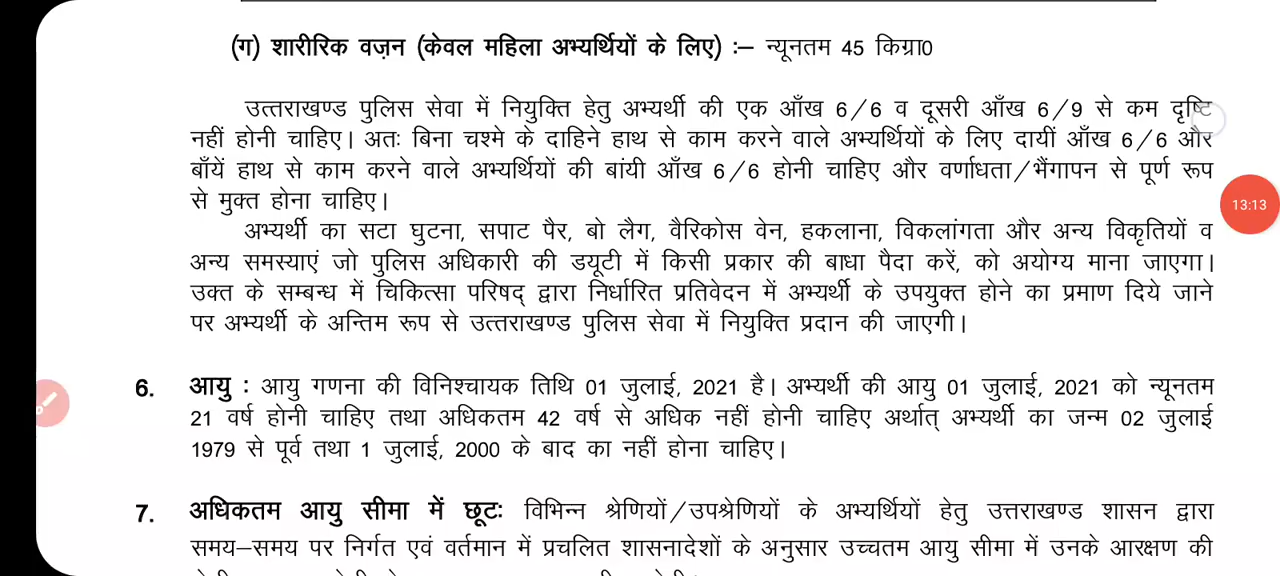 (ग) शारीरिक वज़न (केवल महिला अभ्यर्थियों के लिए) :– न्यूनतम 45 किग्रा0
उत्तराखण्ड पुलिस सेवा में नियुक्ति हेतु अभ्यर्थी की एक आँख 6/6 व दूसरी आँख 6/9 से कम दृष्टि
नहीं होनी चाहिए। अतः बिना चश्मे के दाहिने हाथ से काम करने वाले अभ्यर्थियों के लिए दायीं आँख 6/6 और
बाँयें हाथ से काम करने वाले अभ्यर्थियों की बांयी आँख 6/6 होनी चाहिए और वर्णाधता/भैंगापन से पूर्ण रूप
से मुक्त होना चाहिए।
13:13
अभ्यर्थी का सटा घुटना, सपाट पैर, बो लैग, वैरिकोस वेन, हकलाना, विकलांगता और अन्य विकृतियों व
अन्य समस्याएं जो पुलिस अधिकारी की डयूटी में किसी प्रकार की बाधा पैदा करें, को अयोग्य माना जाएगा।
उक्त के सम्बन्ध में चिकित्सा परिषद् द्वारा निर्धारित प्रतिवेदन में अभ्यर्थी के उपयुक्त होने का प्रमाण दिये जाने
पर अभ्यर्थी के अन्तिम रूप से उत्तराखण्ड पुलिस सेवा में नियुक्ति प्रदान की जाएगी।
6. आयु : आयु गणना की विनिश्चायक तिथि 01 जुलाई, 2021 है। अभ्यर्थी की आयु 01 जुलाई, 2021 को न्यूनतम
21 वर्ष होनी चाहिए तथा अधिकतम 42 वर्ष से अधिक नहीं होनी चाहिए अर्थात् अभ्यर्थी का जन्म 02 जुलाई
1979 से पूर्व तथा 1 जुलाई, 2000 के बाद का नहीं होना चाहिए।
7. अधिकतम आयु सीमा में छूटः विभिन्न श्रेणियों/उपश्रेणियों के अभ्यर्थियों हेतु उत्तराखण्ड शासन द्वारा
समय–समय पर निर्गत एवं वर्तमान में प्रचलित शासनादेशों के अनुसार उच्चतम आयु सीमा में उनके आरक्षण की